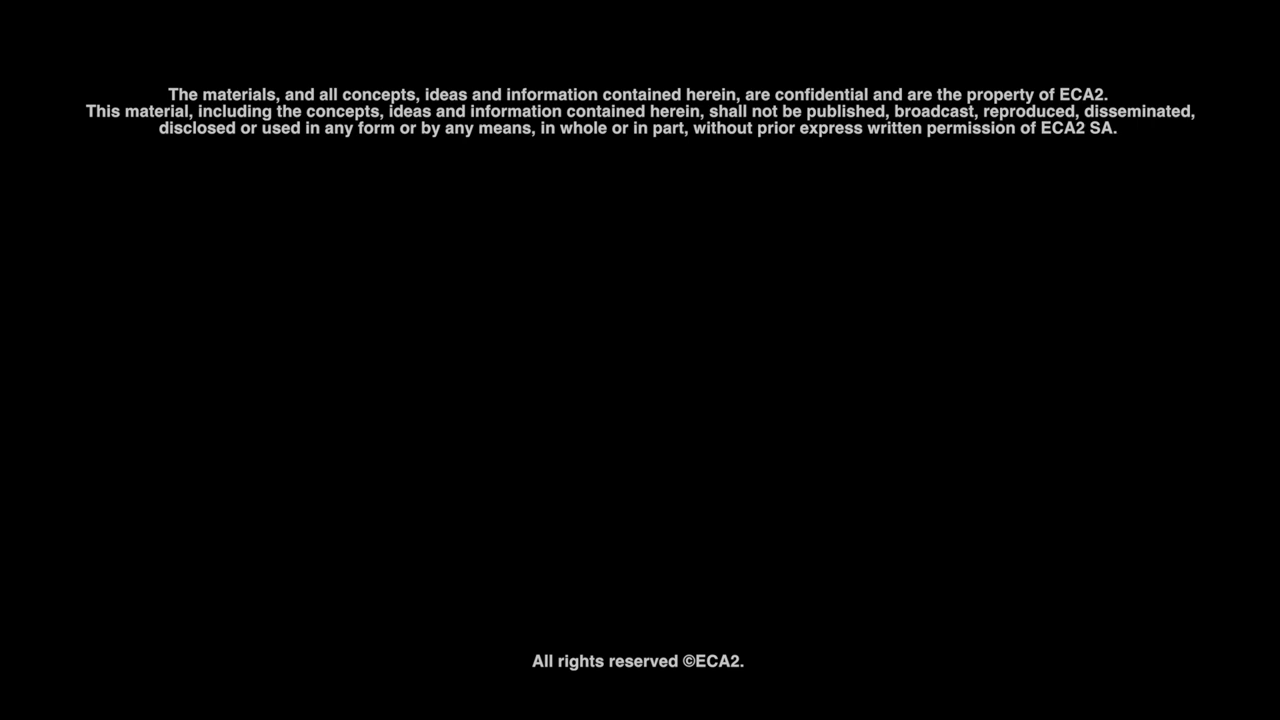 The materials, and all concepts, ideas and information contained herein, are confidential and are the property of ECA2.
This material, including the concepts, ideas and information contained herein, shall not be published, broadcast, reproduced, disseminated,
disclosed or used in any form or by any means, in whole or in part, without prior express written permission of ECA2 SA.
All rights reserved ©ECA2.